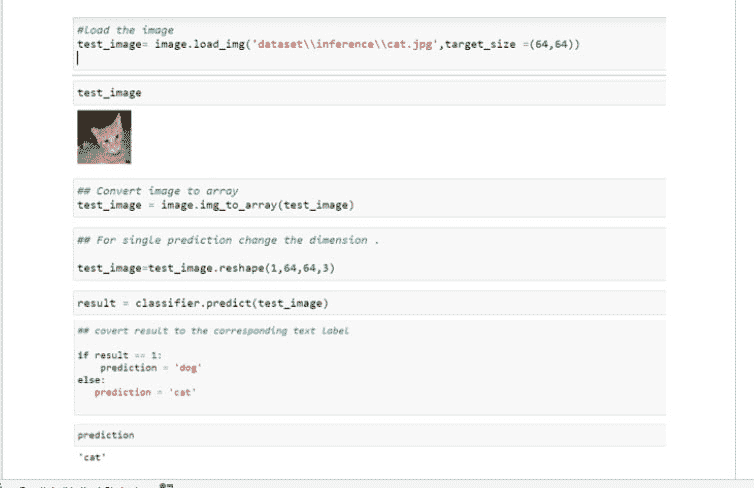 #Load the image
test_image= image.load_img('dataset\\inference\\cat.jpg',target_size =(64,64))
test_image
## Convert image to array
test_image = image.img_to_array(test_image)
## For single prediction change the dimension .
test_image=test_image.reshape(1,64,64,3)
result = classifier.predict(test_image)
## covert result to the corresponding text label
if result == 1:
prediction = 'dog'
else:
prediction = 'cat'
prediction
'cat'